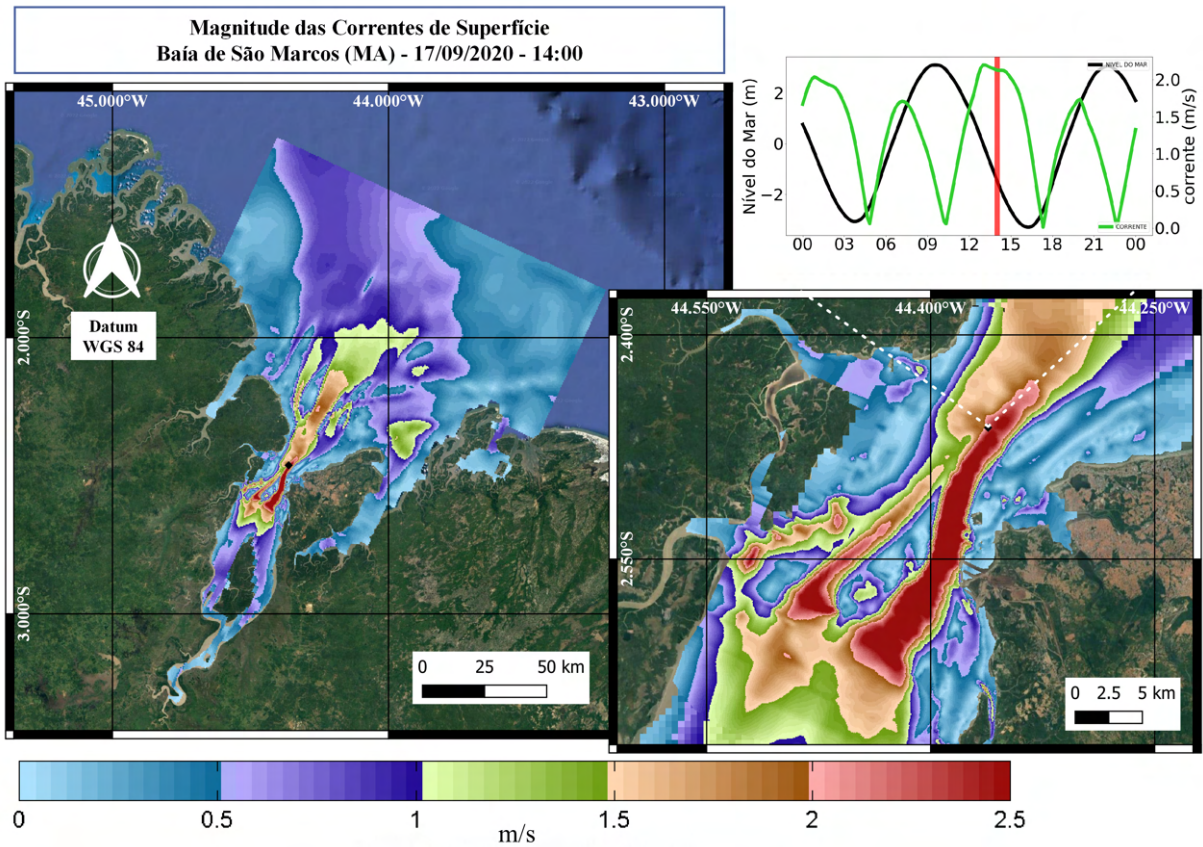 Magnitude das Correntes de Superfície
Baía de São Marcos (MA) - 17/09/2020 - 14:00
45.000°W 44.000°W 43.000°W
2.000°S
3.000°S
Datum
WGS 84
0 25 50 km
Nível do Mar (m)
2
0
−2
NÍVEL DO MAR
CORRENTE
2.0
1.5
1.0
0.5
0.0
corrente (m/s)
00 03 06 09 12 15 18 21 00
44.550°W 44.400°W 44.250°W
2.400°S
2.550°S
0 2.5 5 km
0 0.5 1 1.5 2 2.5
m/s